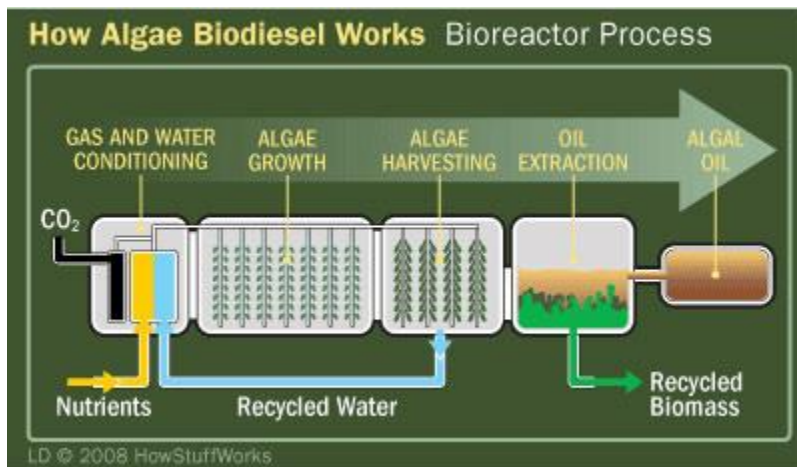 How Algae Biodiesel Works Bioreactor Process
GAS AND WATER
CONDITIONING
ALGAE
GROWTH
ALGAE
HARVESTING
OIL
EXTRACTION
ALGAL
OIL
CO₂
Nutrients
Recycled Water
Recycled
Biomass
LD © 2008 HowStuffWorks